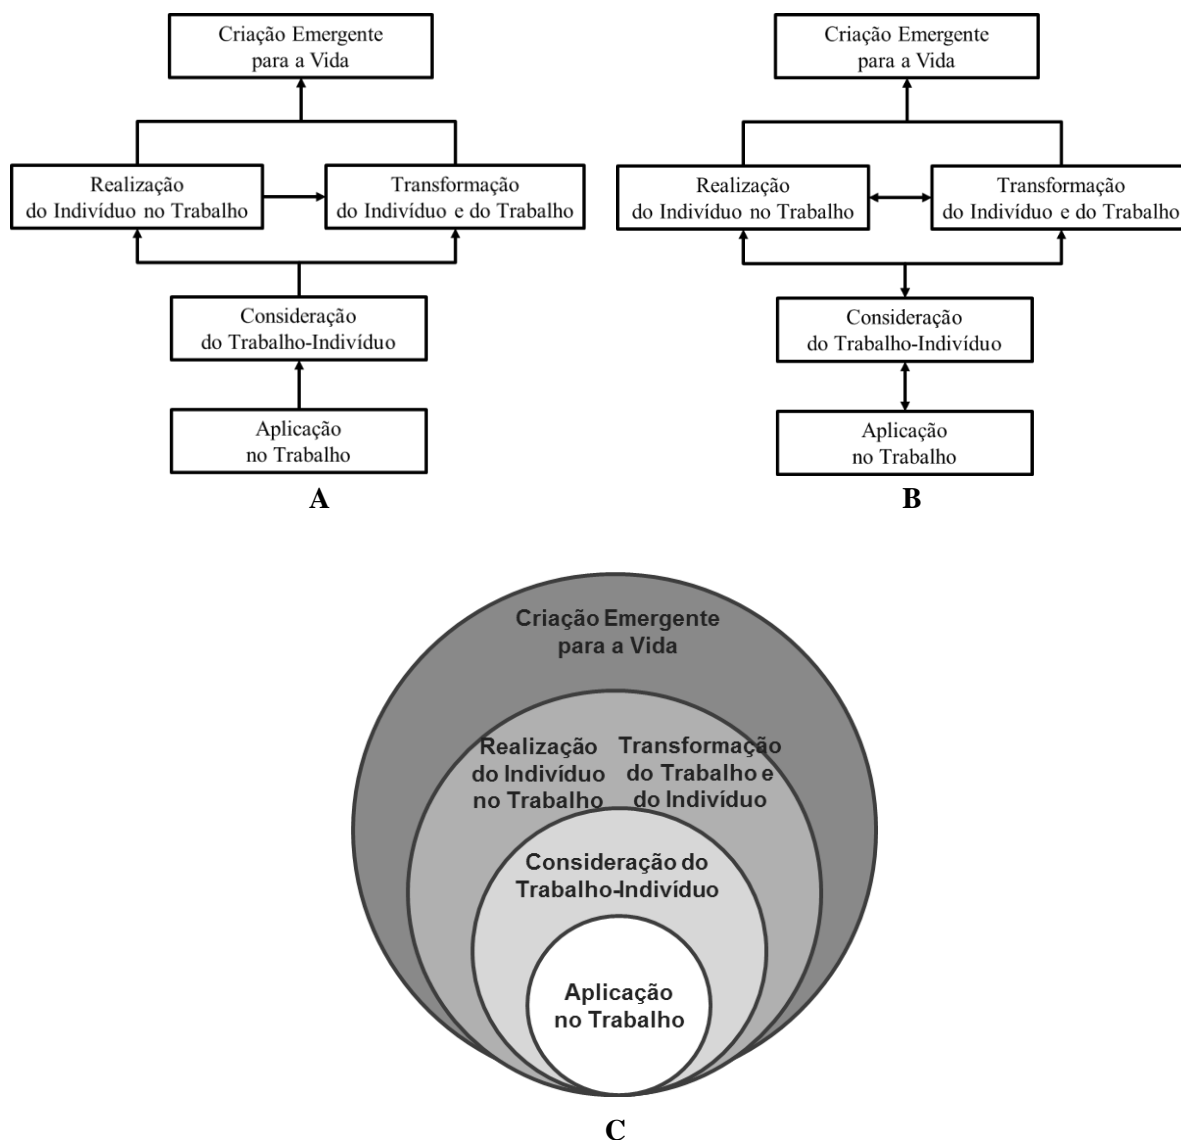 Criação Emergente
para a Vida
Realização
do Indivíduo no Trabalho
Transformação
do Indivíduo e do Trabalho
Consideração
do Trabalho-Indivíduo
Aplicação
no Trabalho
A
Criação Emergente
para a Vida
Realização
do Indivíduo no Trabalho
Transformação
do Indivíduo e do Trabalho
Consideração
do Trabalho-Indivíduo
Aplicação
no Trabalho
B
Criação Emergente
para a Vida
Realização
do Indivíduo
no Trabalho
Transformação
do Trabalho e
do Indivíduo
Consideração do
Trabalho-Indivíduo
Aplicação
no Trabalho
C